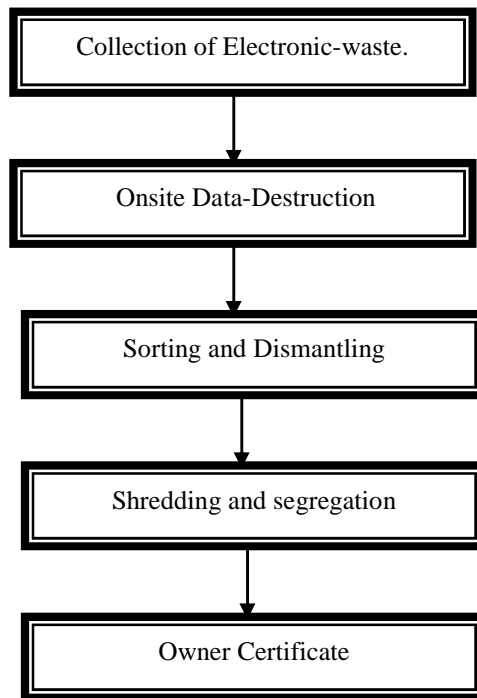 Collection of Electronic-waste.
Onsite Data-Destruction
Sorting and Dismantling
Shredding and segregation
Owner Certificate